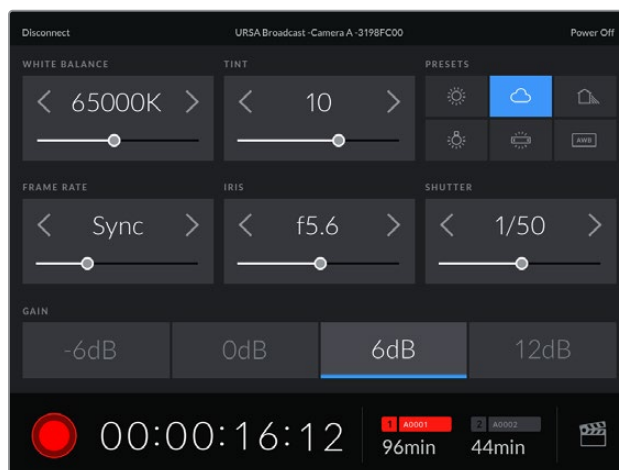 Disconnect URSA Broadcast -Camera A -3198FC00 Power Off
WHITE BALANCE TINT PRESETS
65000K 10
AWB
FRAME RATE IRIS SHUTTER
Sync f5.6 1/50
GAIN
-6dB 0dB 6dB 12dB
00:00:16:12
1 A0001 2 A0002
96min 44min